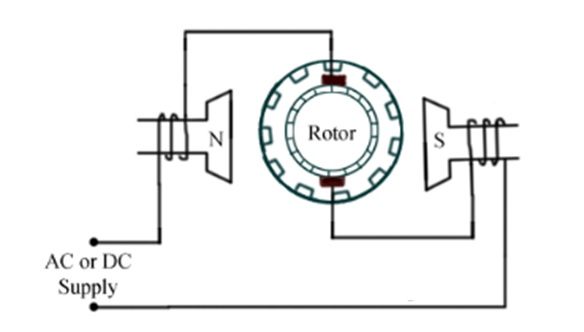 N
Rotor
S
AC or DC
Supply